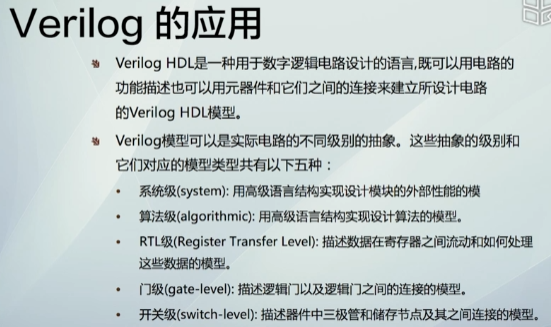 Verilog 的应用
Verilog HDL是一种用于数字逻辑电路设计的语言,既可以用电路的
功能描述也可以用元器件和它们之间的连接来建立所设计电路
的Verilog HDL模型。
Verilog模型可以是实际电路的不同级别的抽象。这些抽象的级别和
它们对应的模型类型共有以下五种：
• 系统级(system): 用高级语言结构实现设计模块的外部性能的模
• 算法级(algorithmic): 用高级语言结构实现设计算法的模型。
• RTL级(Register Transfer Level): 描述数据在寄存器之间流动和如何处理
这些数据的模型。
• 门级(gate-level): 描述逻辑门以及逻辑门之间的连接的模型。
• 开关级(switch-level): 描述器件中三极管和储存节点及其之间连接的模型。